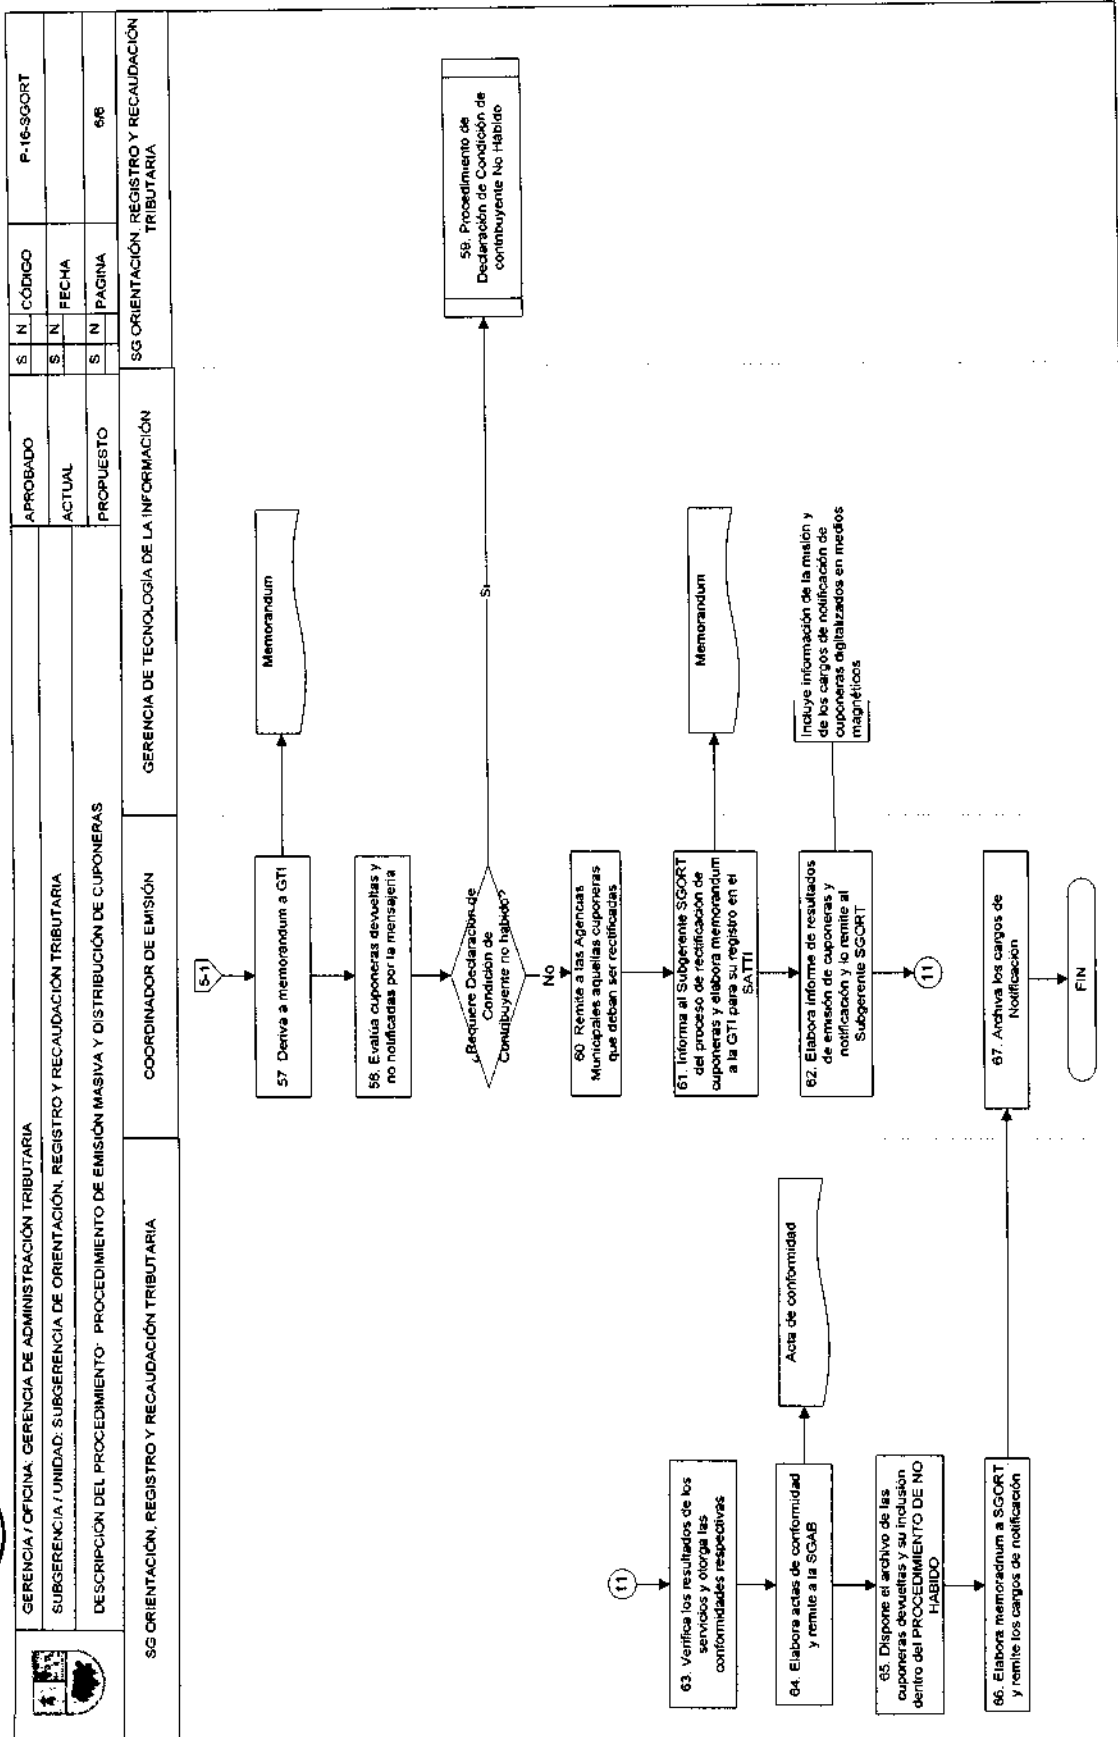 GERENCIA / OFICINA: GERENCIA DE ADMINISTRACIÓN TRIBUTARIA
APROBADO
S N CÓDIGO
P-16-SGORT
SUBGERENCIA / UNIDAD: SUBGERENCIA DE ORIENTACIÓN, REGISTRO Y RECAUDACIÓN TRIBUTARIA
ACTUAL
S N FECHA
DESCRIPCIÓN DEL PROCEDIMIENTO: PROCEDIMIENTO DE EMISIÓN MASIVA Y DISTRIBUCIÓN DE CUPONERAS
PROPUESTO
S N PAGINA
6/6
SG ORIENTACIÓN, REGISTRO Y RECAUDACIÓN TRIBUTARIA
COORDINADOR DE EMISIÓN
GERENCIA DE TECNOLOGÍA DE LA INFORMACIÓN
SG ORIENTACIÓN, REGISTRO Y RECAUDACIÓN
TRIBUTARIA
5-1
57 Deriva a memorandum a GTI
Memorandum
58. Evalúa cuponeras devueltas y
no notificadas por la mensajería
¿Requiere Declaración de
Condición de
Contribuyente no habido?
Si
59. Procedimiento de
Declaración de Condición de
contribuyente No Habido
No
60 Remite a las Agencias
Municipales aquellas cuponeras
que deban ser rectificadas
61. Informa al Subgerente SGORT
del proceso de rectificación de
cuponeras y elabora memorandum
a la GTI para su registro en el
SATTI
Memorandum
62. Elabora informe de resultados
de emisión de cuponeras y
notificación y lo remite al
Subgerente SGORT
Incluye información de la misión y
de los cargos de notificación de
cuponeras digitalizados en medios
magnéticos
11
11
63. Verifica los resultados de los
servicios y otorga las
conformidades respectivas
64. Elabora actas de conformidad
y remite a la SGAB
Acta de conformidad
65. Dispone el archivo de las
cuponeras devueltas y su inclusión
dentro del PROCEDIMIENTO DE NO
HABIDO
66. Elabora memoradnum a SGORT
y remite los cargos de notificación
67. Archiva los cargos de
Notificación
FIN